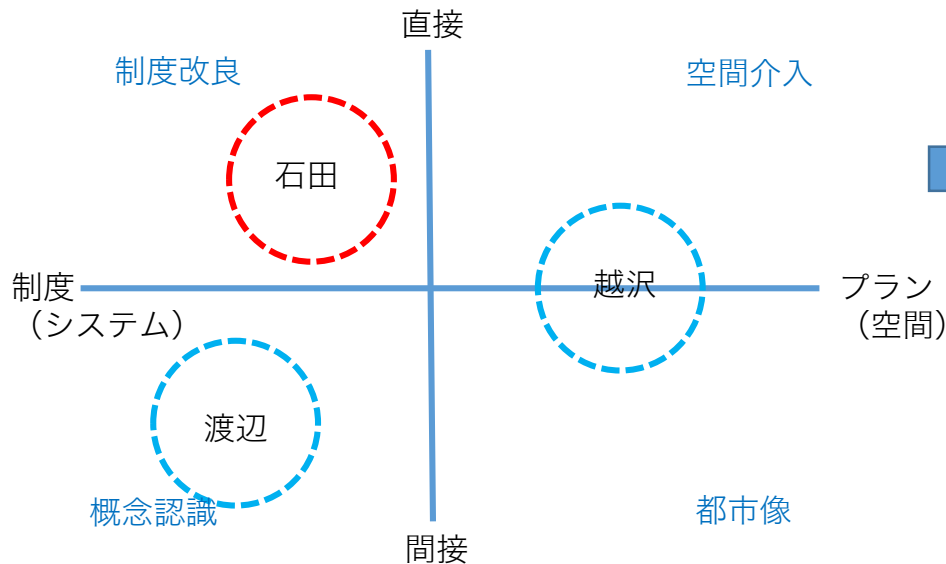 直接
制度改良
空間介入
石田
制度
(システム)
越沢
プラン
(空間)
渡辺
概念認識
都市像
間接